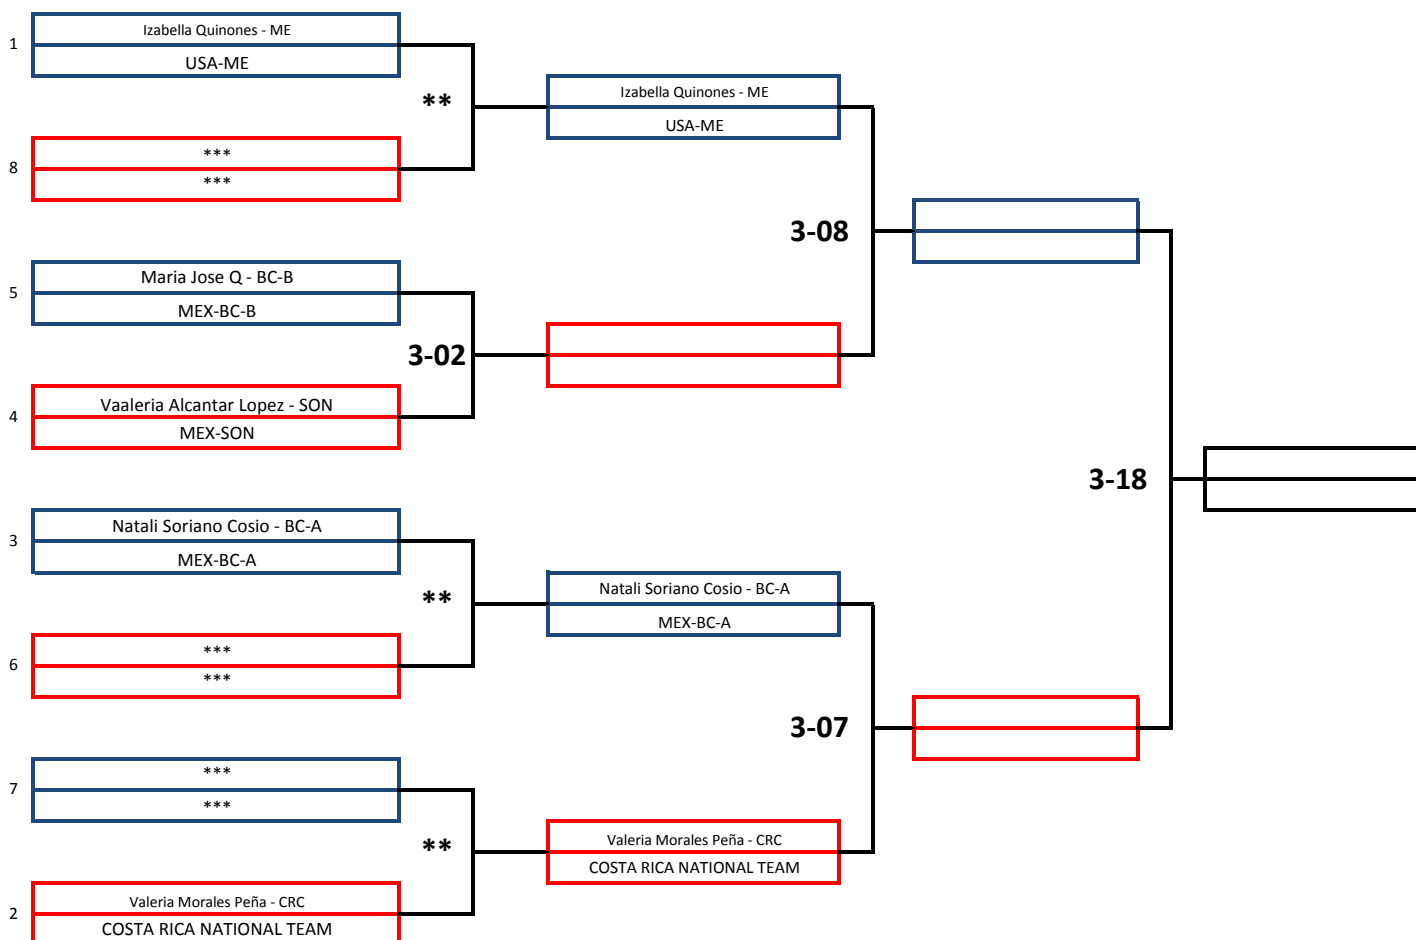 1
Izabella Quinones - ME
USA-ME
**
Izabella Quinones - ME
USA-ME
8
***
***
3-08
5
Maria Jose Q - BC-B
MEX-BC-B
3-02
4
Vaaleria Alcantar Lopez - SON
MEX-SON
3-18
3
Natali Soriano Cosio - BC-A
MEX-BC-A
**
Natali Soriano Cosio - BC-A
MEX-BC-A
6
***
***
3-07
7
***
***
**
Valeria Morales Peña - CRC
COSTA RICA NATIONAL TEAM
2
Valeria Morales Peña - CRC
COSTA RICA NATIONAL TEAM